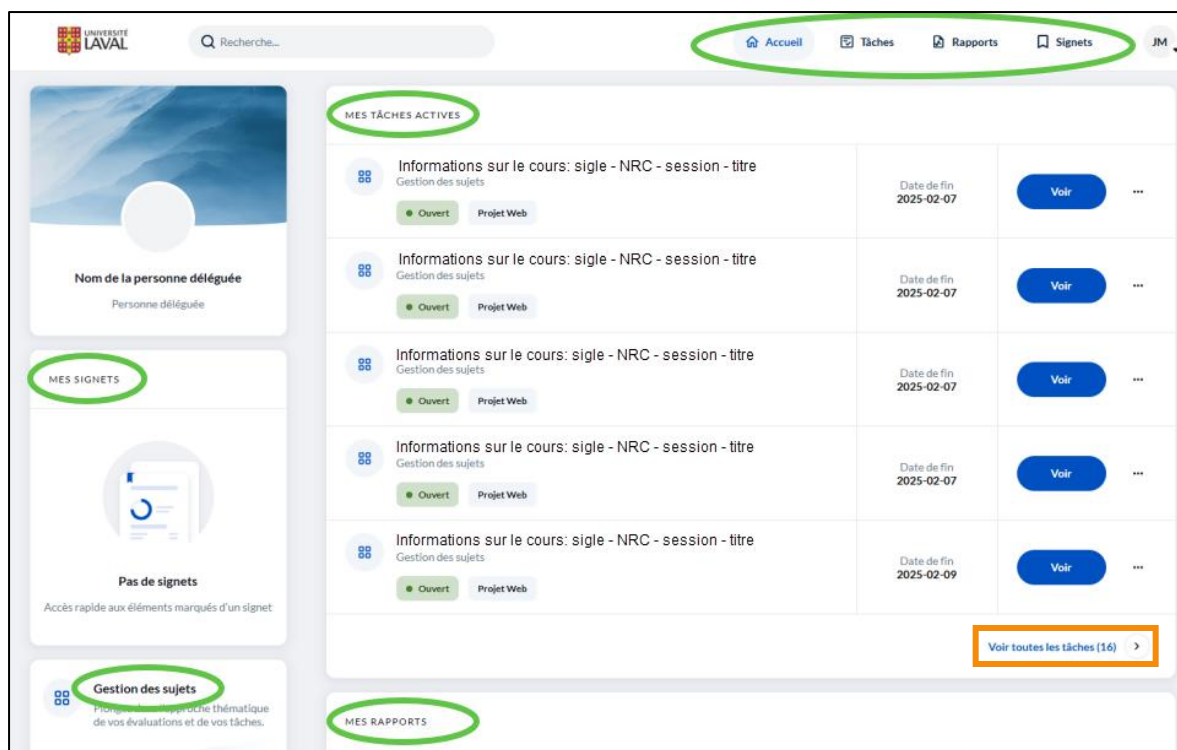 UNIVERSITÉ
LAVAL
Recherche...
Accueil
Tâches
Rapports
Signets
JM
Nom de la personne déléguée
Personne déléguée
MES SIGNETS
Pas de signets
Accès rapide aux éléments marqués d'un signet
Gestion des sujets
thématique
de vos évaluations et de vos tâches.
MES TÂCHES ACTIVES
Informations sur le cours: sigle - NRC - session - titre
Gestion des sujets
Ouvert
Projet Web
Date de fin
2025-02-07
Voir
Informations sur le cours: sigle - NRC - session - titre
Gestion des sujets
Ouvert
Projet Web
Date de fin
2025-02-07
Voir
Informations sur le cours: sigle - NRC - session - titre
Gestion des sujets
Ouvert
Projet Web
Date de fin
2025-02-07
Voir
Informations sur le cours: sigle - NRC - session - titre
Gestion des sujets
Ouvert
Projet Web
Date de fin
2025-02-07
Voir
Informations sur le cours: sigle - NRC - session - titre
Gestion des sujets
Ouvert
Projet Web
Date de fin
2025-02-09
Voir
Voir toutes les tâches (16)
MES RAPPORTS